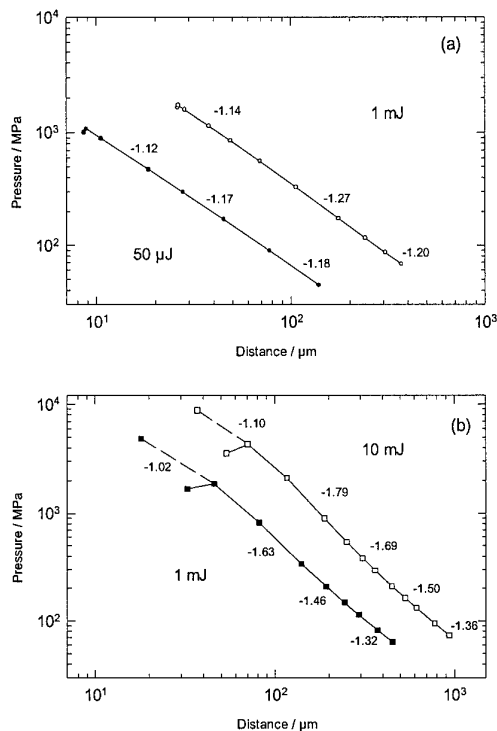 (a)
10⁴
10³
10²
Pressure / MPa
-1.14
1 mJ
-1.12
-1.27
-1.17
50 µJ
-1.18
-1.20
10¹
10²
10³
Distance / µm
(b)
10⁴
10³
10²
Pressure / MPa
-1.10
10 mJ
-1.02
-1.79
-1.63
-1.69
1 mJ
-1.46
-1.50
-1.32
-1.36
10¹
10²
10³
Distance / µm